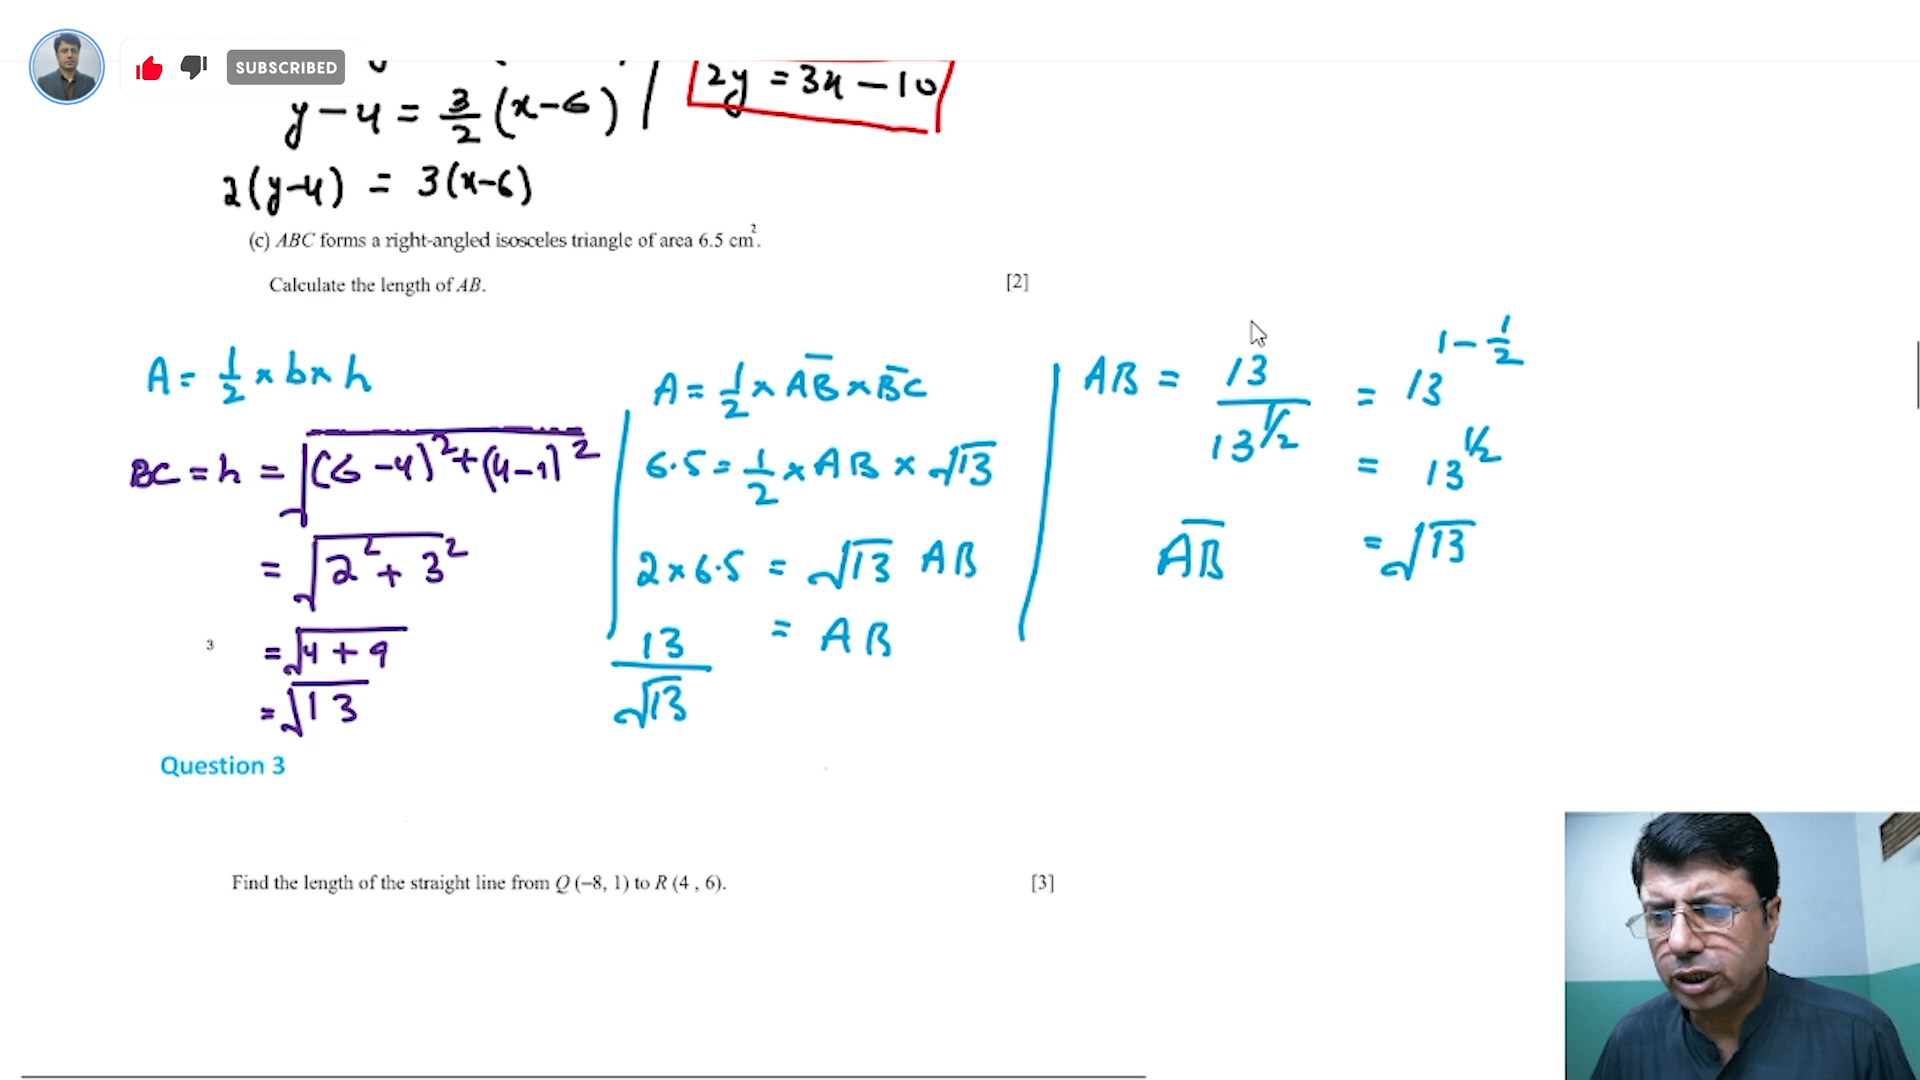 SUBSCRIBED
2y = 3x - 10
y - 4 = 3/2 (x - 6)
2(y-4) = 3(x-6)
(c) ABC forms a right-angled isosceles triangle of area 6.5 cm².
Calculate the length of AB. [2]
A = 1/2 × b × h
BC = h = √((6 - 4)² + (4 - 1)²)
= √(2² + 3²)
= √(4 + 9)
= √13
A = 1/2 × A̅B̅ × B̅C̅
6.5 = 1/2 × AB × √13
2 × 6.5 = √13 AB
13/√13 = AB
AB = 13/13^(1/2) = 13^(1 - 1/2)
= 13^(1/2)
A̅B̅ = √13
3
Question 3
Find the length of the straight line from Q (−8, 1) to R (4 , 6). [3]